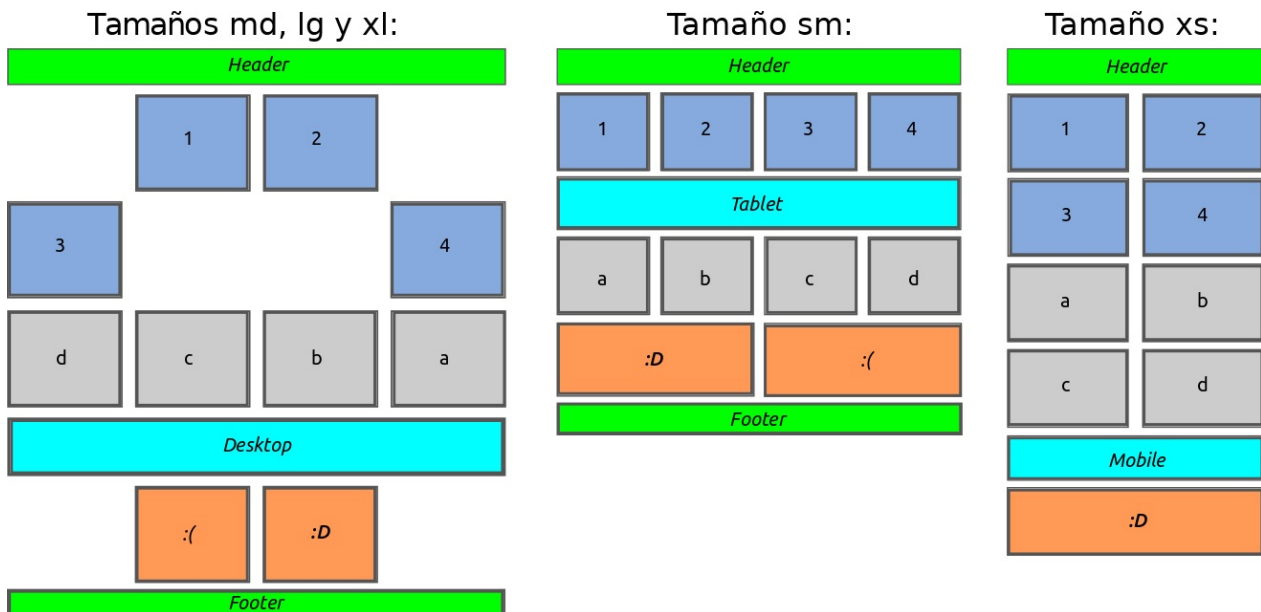 Tamaños md, lg y xl:
Header
1 2
3 4
d c b a
Desktop
:( :D
Footer
Tamaño sm:
Header
1 2 3 4
Tablet
a b c d
:D :(
Footer
Tamaño xs:
Header
1 2
3 4
a b
c d
Mobile
:D